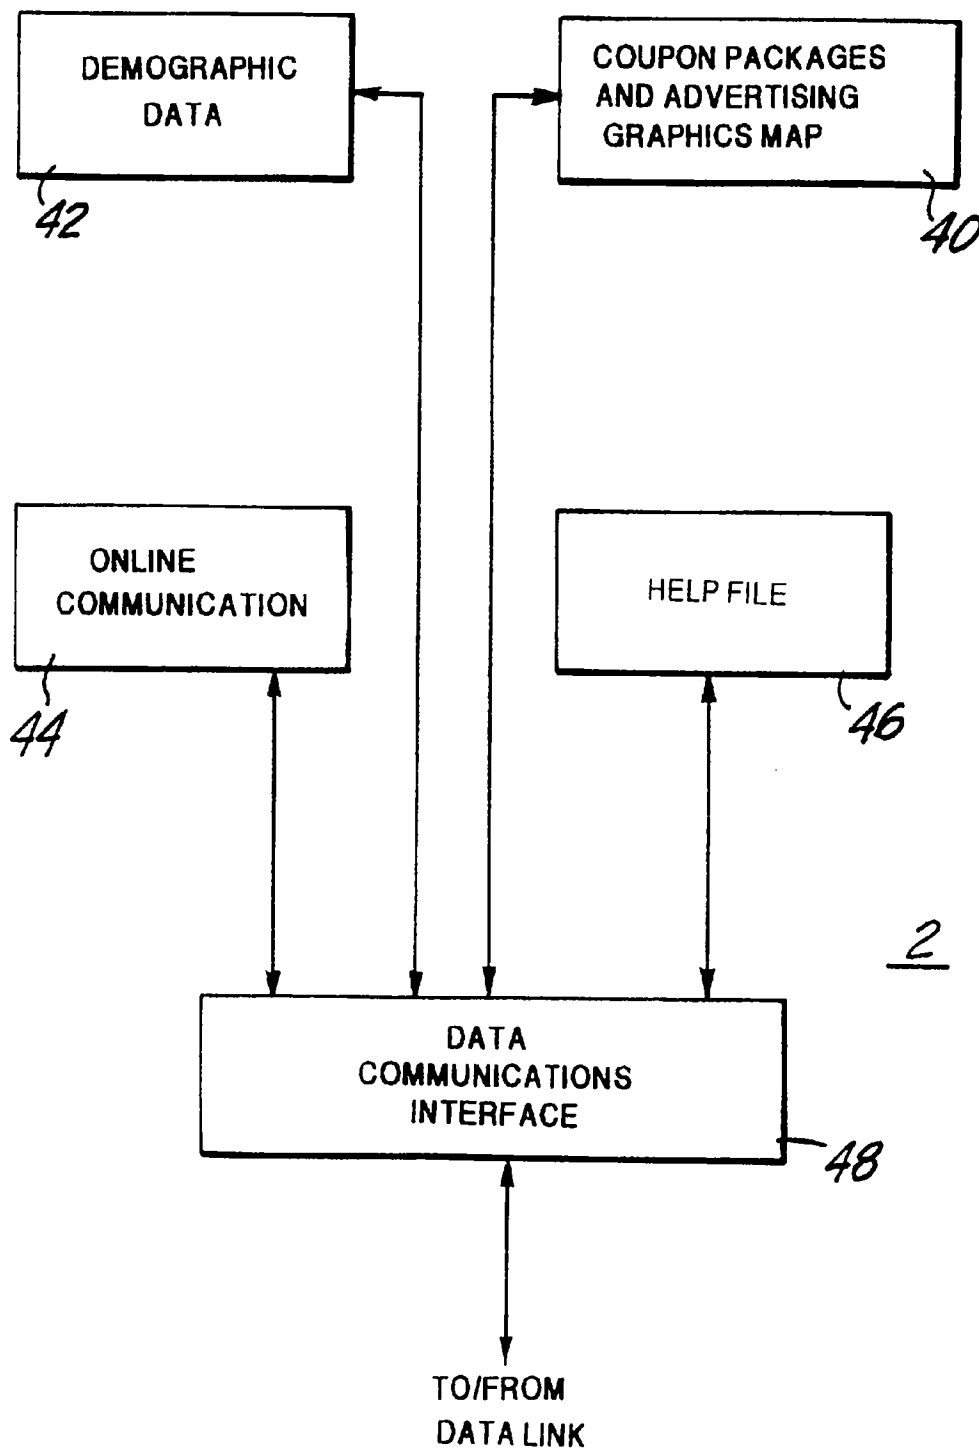 DEMOGRAPHIC
DATA
42
COUPON PACKAGES
AND ADVERTISING
GRAPHICS MAP
40
ONLINE
COMMUNICATION
44
HELP FILE
46
2
DATA
COMMUNICATIONS
INTERFACE
48
TO/FROM
DATA LINK